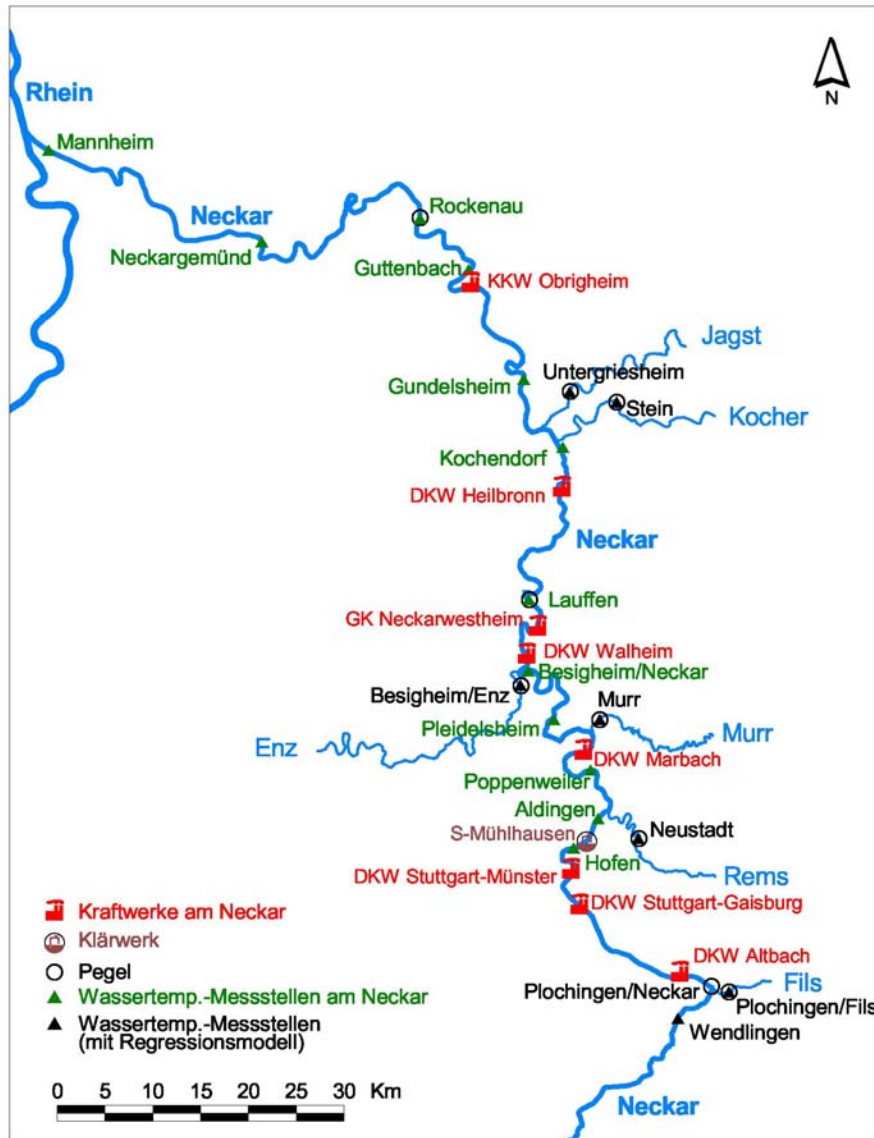 N
Rhein
Mannheim
Neckar
Rockenau
Neckargemünd
Guttenbach
KKW Obrigheim
Jagst
Untergriesheim
Gundelsheim
Stein
Kocher
Kochendorf
DKW Heilbronn
Neckar
Lauffen
GK Neckarwestheim
DKW Walheim
Besigheim/Neckar
Besigheim/Enz
Murr
Pleidelsheim
Murr
Enz
DKW Marbach
Poppenweiler
Aldingen
S-Mühlhausen
Neustadt
Hofen
DKW Stuttgart-Münster
Rems
DKW Stuttgart-Gaisburg
DKW Altbach
Fils
Plochingen/Neckar
Plochingen/Fils
Wendlingen
Neckar
Kraftwerke am Neckar
Klärwerk
Pegel
Wassertemp.-Messstellen am Neckar
Wassertemp.-Messstellen
(mit Regressionsmodell)
0 5 10 15 20 25 30 Km